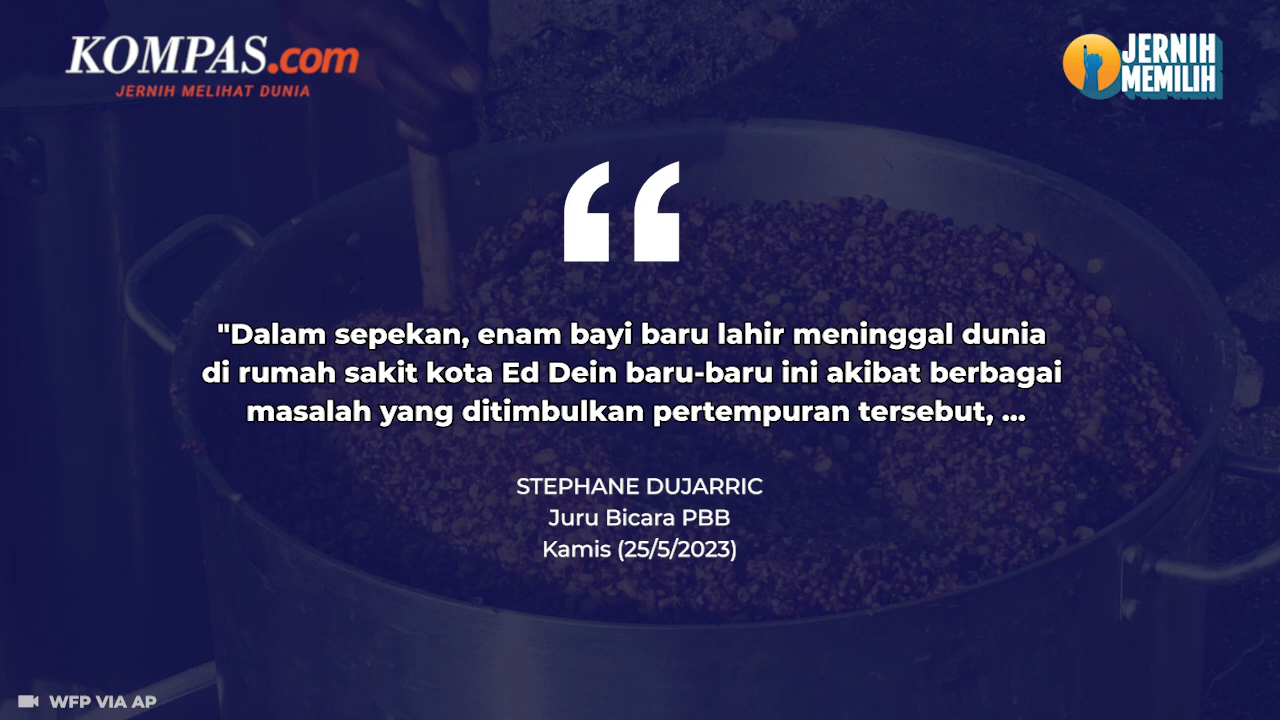 KOMPAS.com
JERNIH MELIHAT DUNIA
JERNIH
MEMILIH
"Dalam sepekan, enam bayi baru lahir meninggal dunia
di rumah sakit kota Ed Dein baru-baru ini akibat berbagai
masalah yang ditimbulkan pertempuran tersebut, ...
STEPHANE DUJARRIC
Juru Bicara PBB
Kamis (25/5/2023)
WFP VIA AP